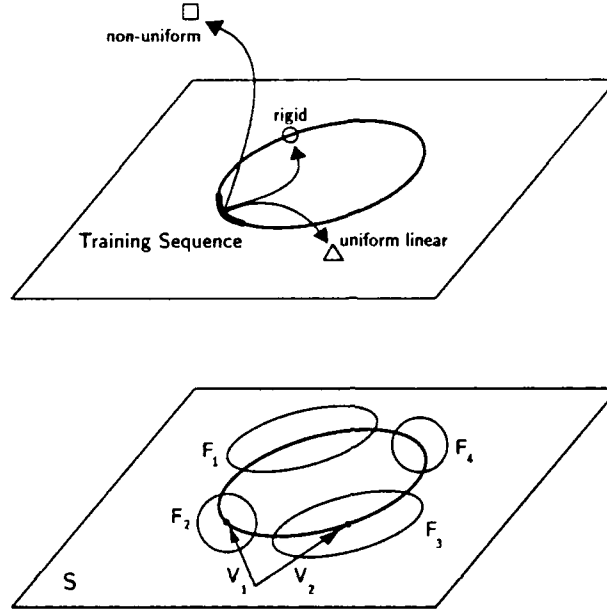 non-uniform
rigid
Training Sequence
uniform linear
F1
F4
F2
F3
S
V1
V2